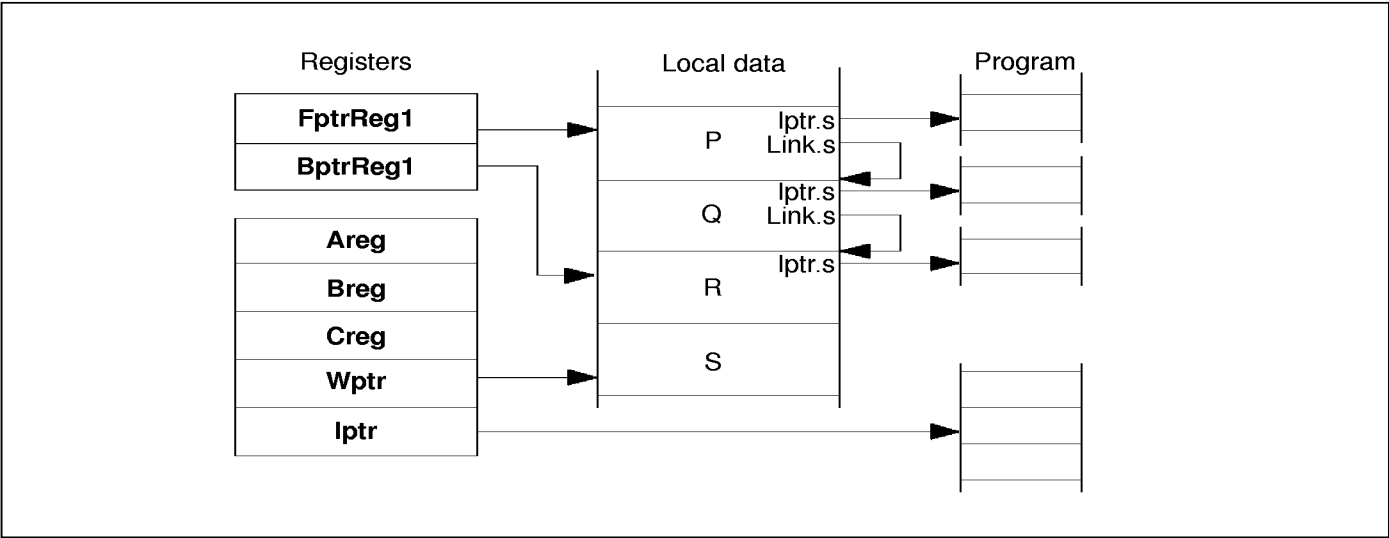 Registers
Local data
Program
FptrReg1
BptrReg1
Areg
Breg
Creg
Wptr
Iptr
P
Iptr.s
Link.s
Q
Iptr.s
Link.s
R
Iptr.s
S